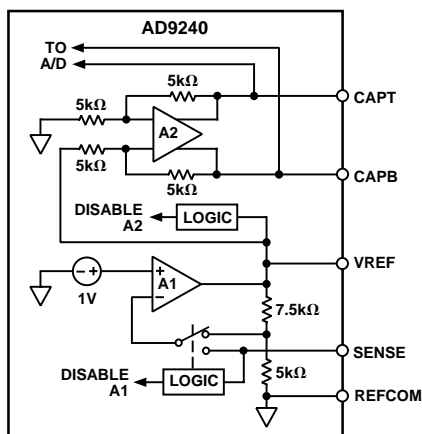 AD9240
TO
A/D
5kΩ
5kΩ
CAPT
A2
5kΩ
5kΩ
CAPB
DISABLE
A2
LOGIC
VREF
– +
1V
+
–
A1
7.5kΩ
SENSE
DISABLE
A1
LOGIC
5kΩ
REFCOM